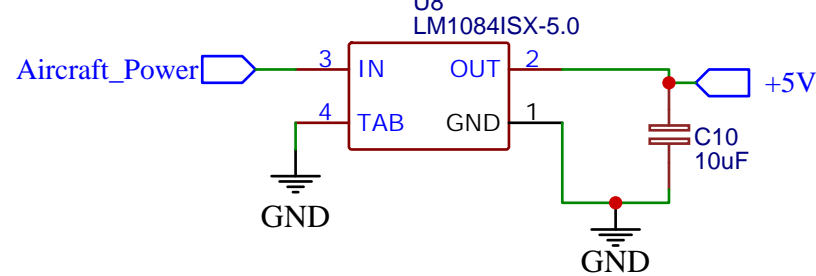 U8
LM1084ISX-5.0
Aircraft_Power
3
IN
OUT
2
+5V
4
TAB
GND
1
C10
10uF
GND
GND